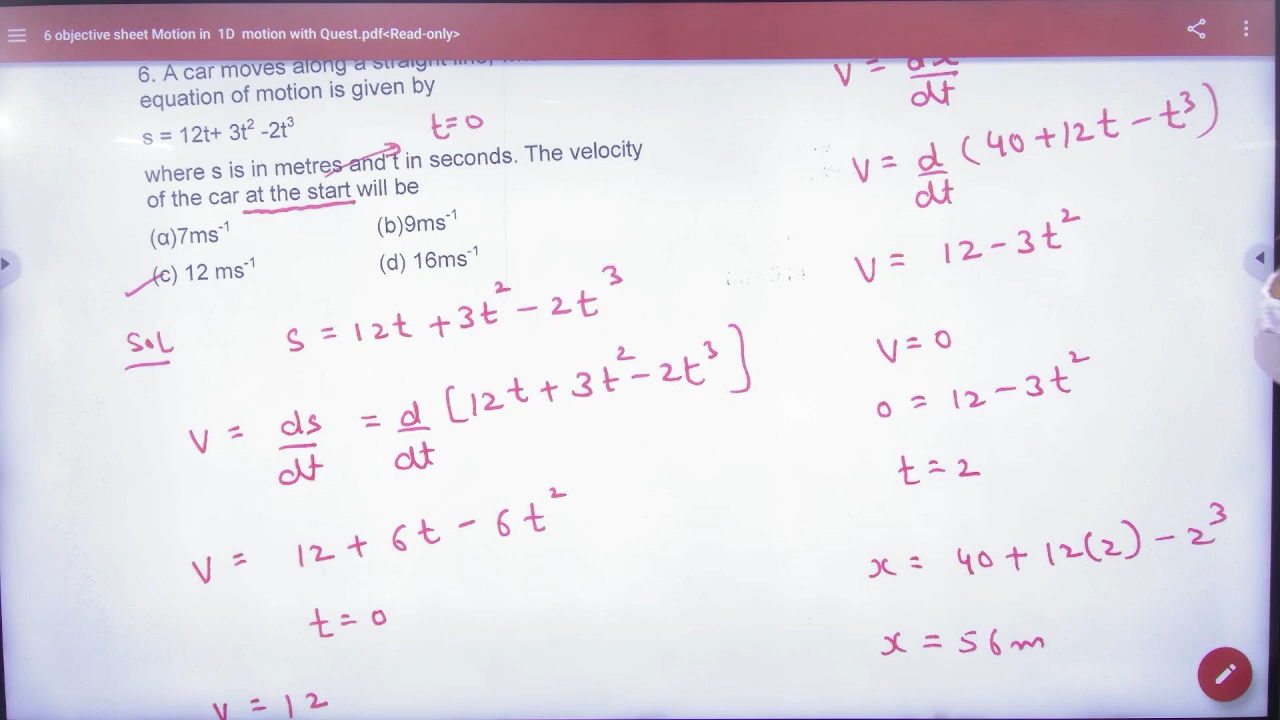 6 objective sheet Motion in 1D motion with Quest.pdf<Read-only>
6. A car moves along a straight line,
equation of motion is given by
s = 12t+ 3t² -2t³
t=0
where s is in metres and t in seconds. The velocity
of the car at the start will be
(a)7ms⁻¹ (b)9ms⁻¹
(c) 12 ms⁻¹ (d) 16ms⁻¹
Sol s = 12t + 3t² - 2t³
V = ds/dt = d/dt [12t + 3t² - 2t³]
V = 12 + 6t - 6t²
t = 0
V = 12
V = dx/dt
V = d/dt (40 + 12t - t³)
V = 12 - 3t²
V = 0
0 = 12 - 3t²
t = 2
x = 40 + 12(2) - 2³
x = 56m